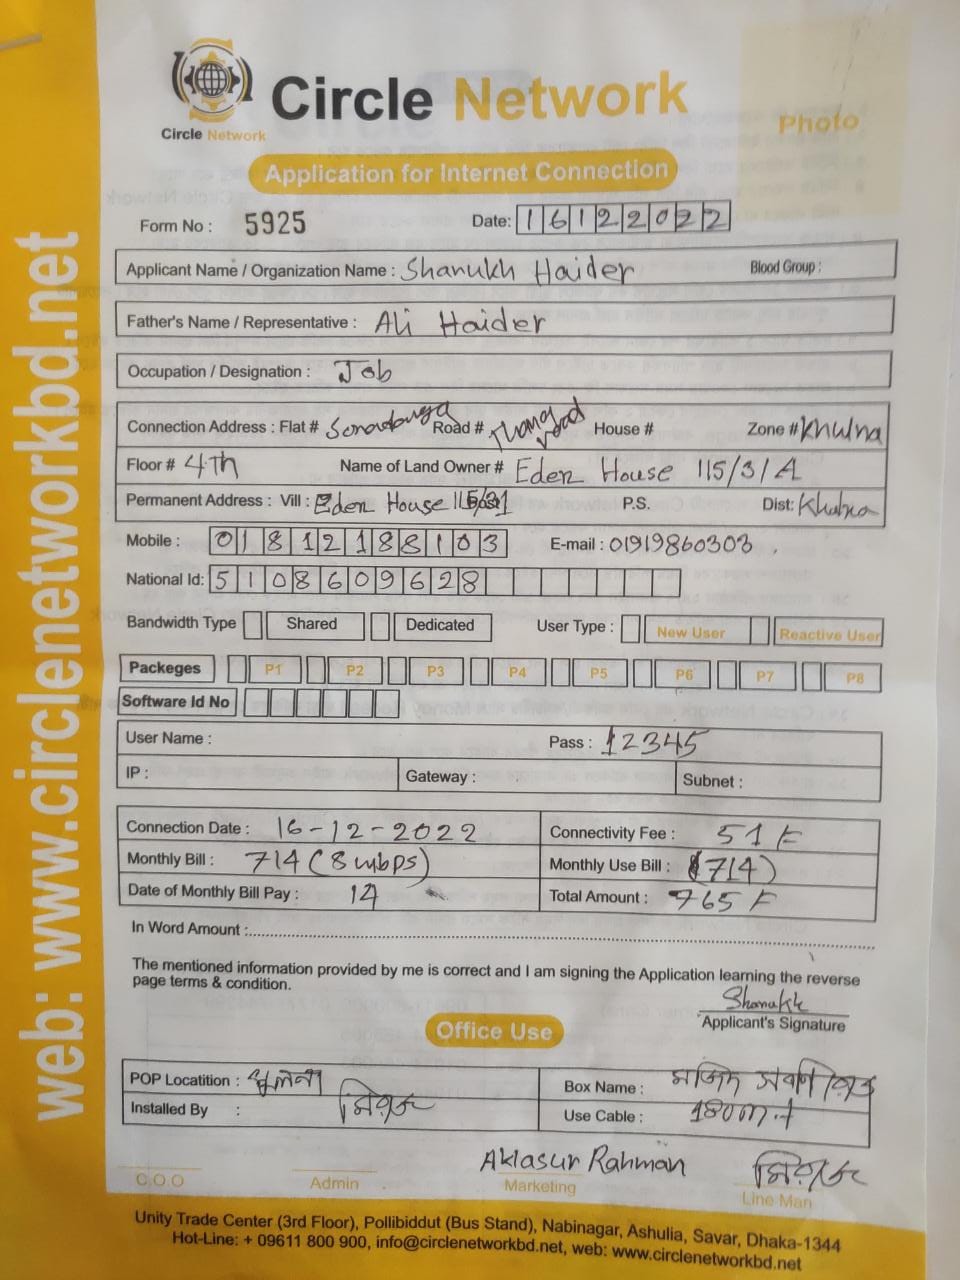 Circle Network
Circle Network
Photo
Application for Internet Connection
Form No : 5925
Date: 16122022
Applicant Name / Organization Name : Sharukh Haider
Blood Group :
Father's Name / Representative : Ali Haider
Occupation / Designation : Job
Connection Address : Flat # Sonadanga Road # Thana road House # Zone # Khulna
Floor # 4Th Name of Land Owner # Eden House 115/3/A
Permanent Address : Vill : Eden House P.S. Dist: Khulna
Mobile : 01812188103 E-mail : 01919860303
National Id: 5108609628
Bandwidth Type Shared Dedicated User Type : New User Reactive User
Packeges P1 P2 P3 P4 P5 P6 P7 P8
Software Id No
User Name : Pass : 12345
IP : Gateway : Subnet :
Connection Date : 16-12-2022 Connectivity Fee : 51 F
Monthly Bill : 714 (8 mbps) Monthly Use Bill : (714)
Date of Monthly Bill Pay : 14 Total Amount : 765 F
In Word Amount :
The mentioned information provided by me is correct and I am signing the Application learning the reverse
page terms & condition.
Applicant's Signature
Office Use
POP Locatition : Box Name : মসজিদ
Installed By : মিরাজ Use Cable : 180m
Aklasur Rahman মিরাজ
C.O.O Admin Marketing Line Man
Unity Trade Center (3rd Floor), Pollibiddut (Bus Stand), Nabinagar, Ashulia, Savar, Dhaka-1344
Hot-Line: + 09611 800 900, info@circlenetworkbd.net, web: www.circlenetworkbd.net
web: www.circlenetworkbd.net